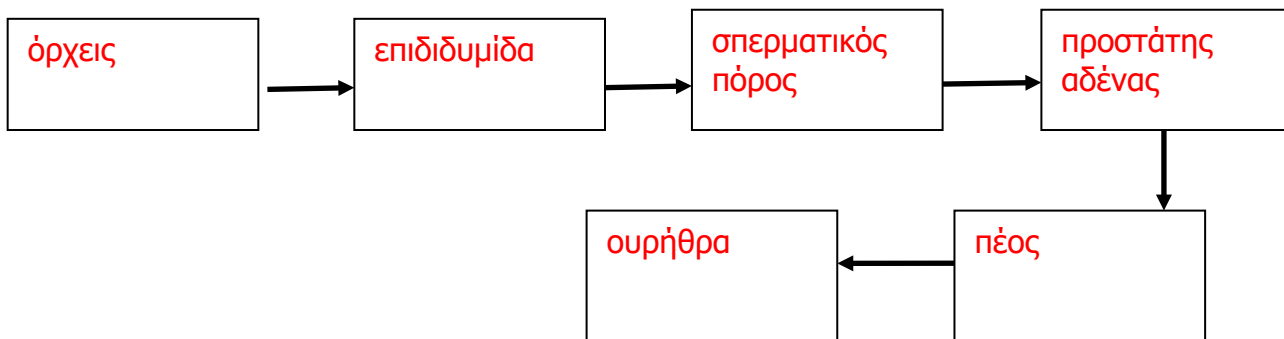 όρχεις
επιδιδυμίδα
σπερματικός
πόρος
προστάτης
αδένας
πέος
ουρήθρα